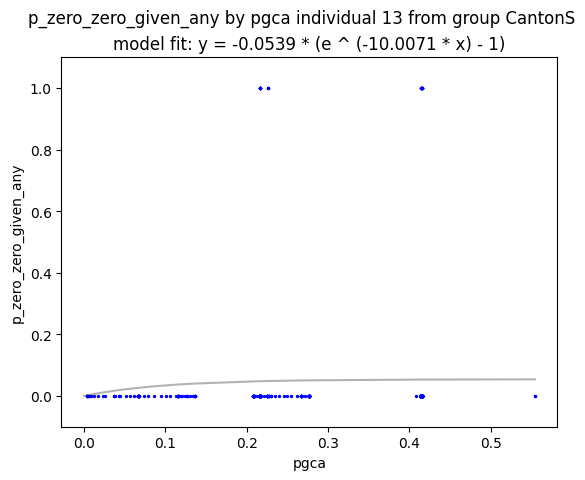 p_zero_zero_given_any by pgca individual 13 from group CantonS
model fit: y = -0.0539 * (e ^ (-10.0071 * x) - 1)
1.0
0.8
0.6
0.4
0.2
0.0
p_zero_zero_given_any
0.0 0.1 0.2 0.3 0.4 0.5
pgca